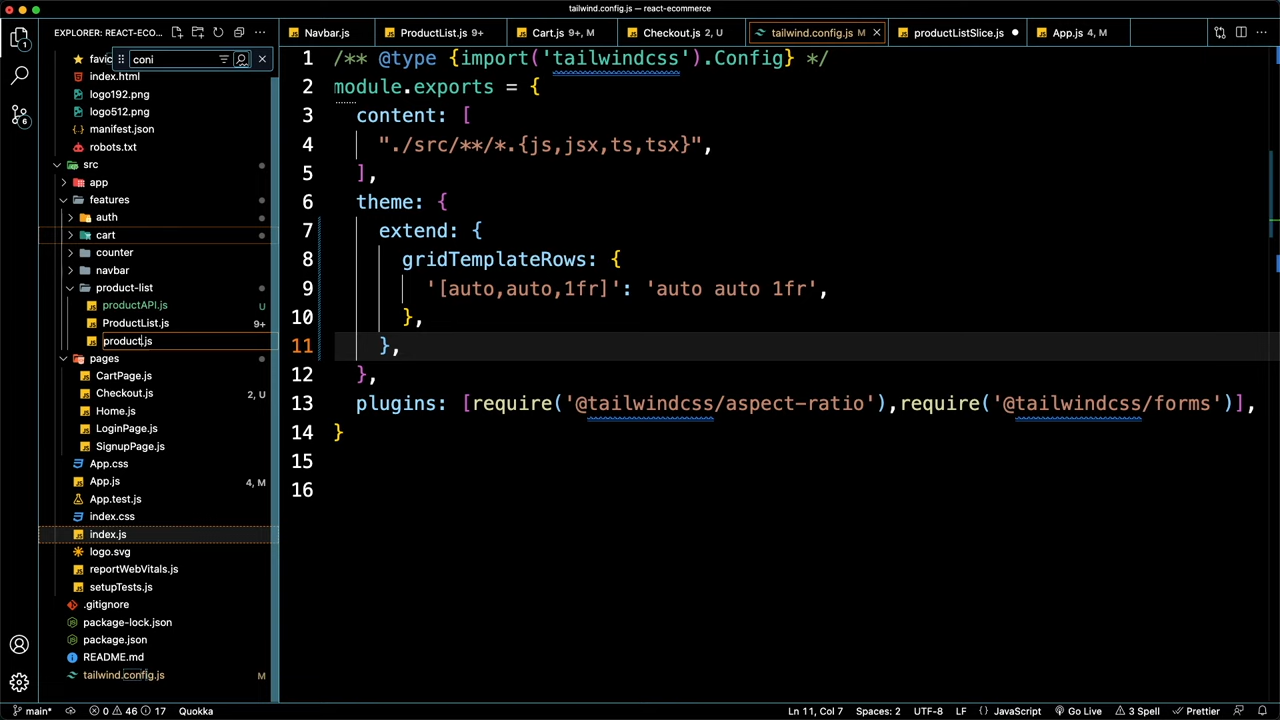 tailwind.config.js — react-ecommerce
EXPLORER: REACT-ECOM...
Navbar.js
ProductList.js 9+
Cart.js 9+, M
Checkout.js 2, U
tailwind.config.js M
productListSlice.js
App.js 4, M
coni
index.html
logo192.png
logo512.png
manifest.json
robots.txt
src
app
features
auth
cart
counter
navbar
product-list
productAPI.js U
ProductList.js 9+
product.js
pages
CartPage.js
Checkout.js 2, U
Home.js
LoginPage.js
SignupPage.js
App.css
App.js 4, M
App.test.js
index.css
index.js
logo.svg
reportWebVitals.js
setupTests.js
.gitignore
package-lock.json
package.json
README.md
tailwind.config.js M
1 /** @type {import('tailwindcss').Config} */
2 module.exports = {
3 content: [
4 "./src/**/*.{js,jsx,ts,tsx}",
5 ],
6 theme: {
7 extend: {
8 gridTemplateRows: {
9 '[auto,auto,1fr]': 'auto auto 1fr',
10 },
11 },
12 },
13 plugins: [require('@tailwindcss/aspect-ratio'),require('@tailwindcss/forms')],
14 }
15
16
1
6
main* 0 46 17 Quokka
Ln 11, Col 7 Spaces: 2 UTF-8 LF {} JavaScript Go Live 3 Spell Prettier